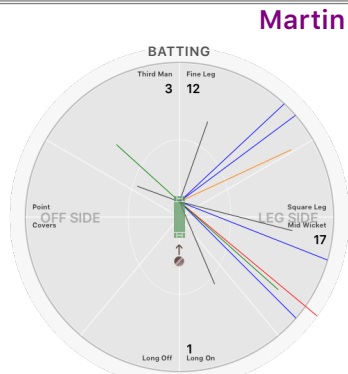 Martin
BATTING
Third Man Fine Leg
3 12
Point Square Leg
OFF SIDE LEG SIDE
Covers Mid Wicket
17
1
Long Off Long On